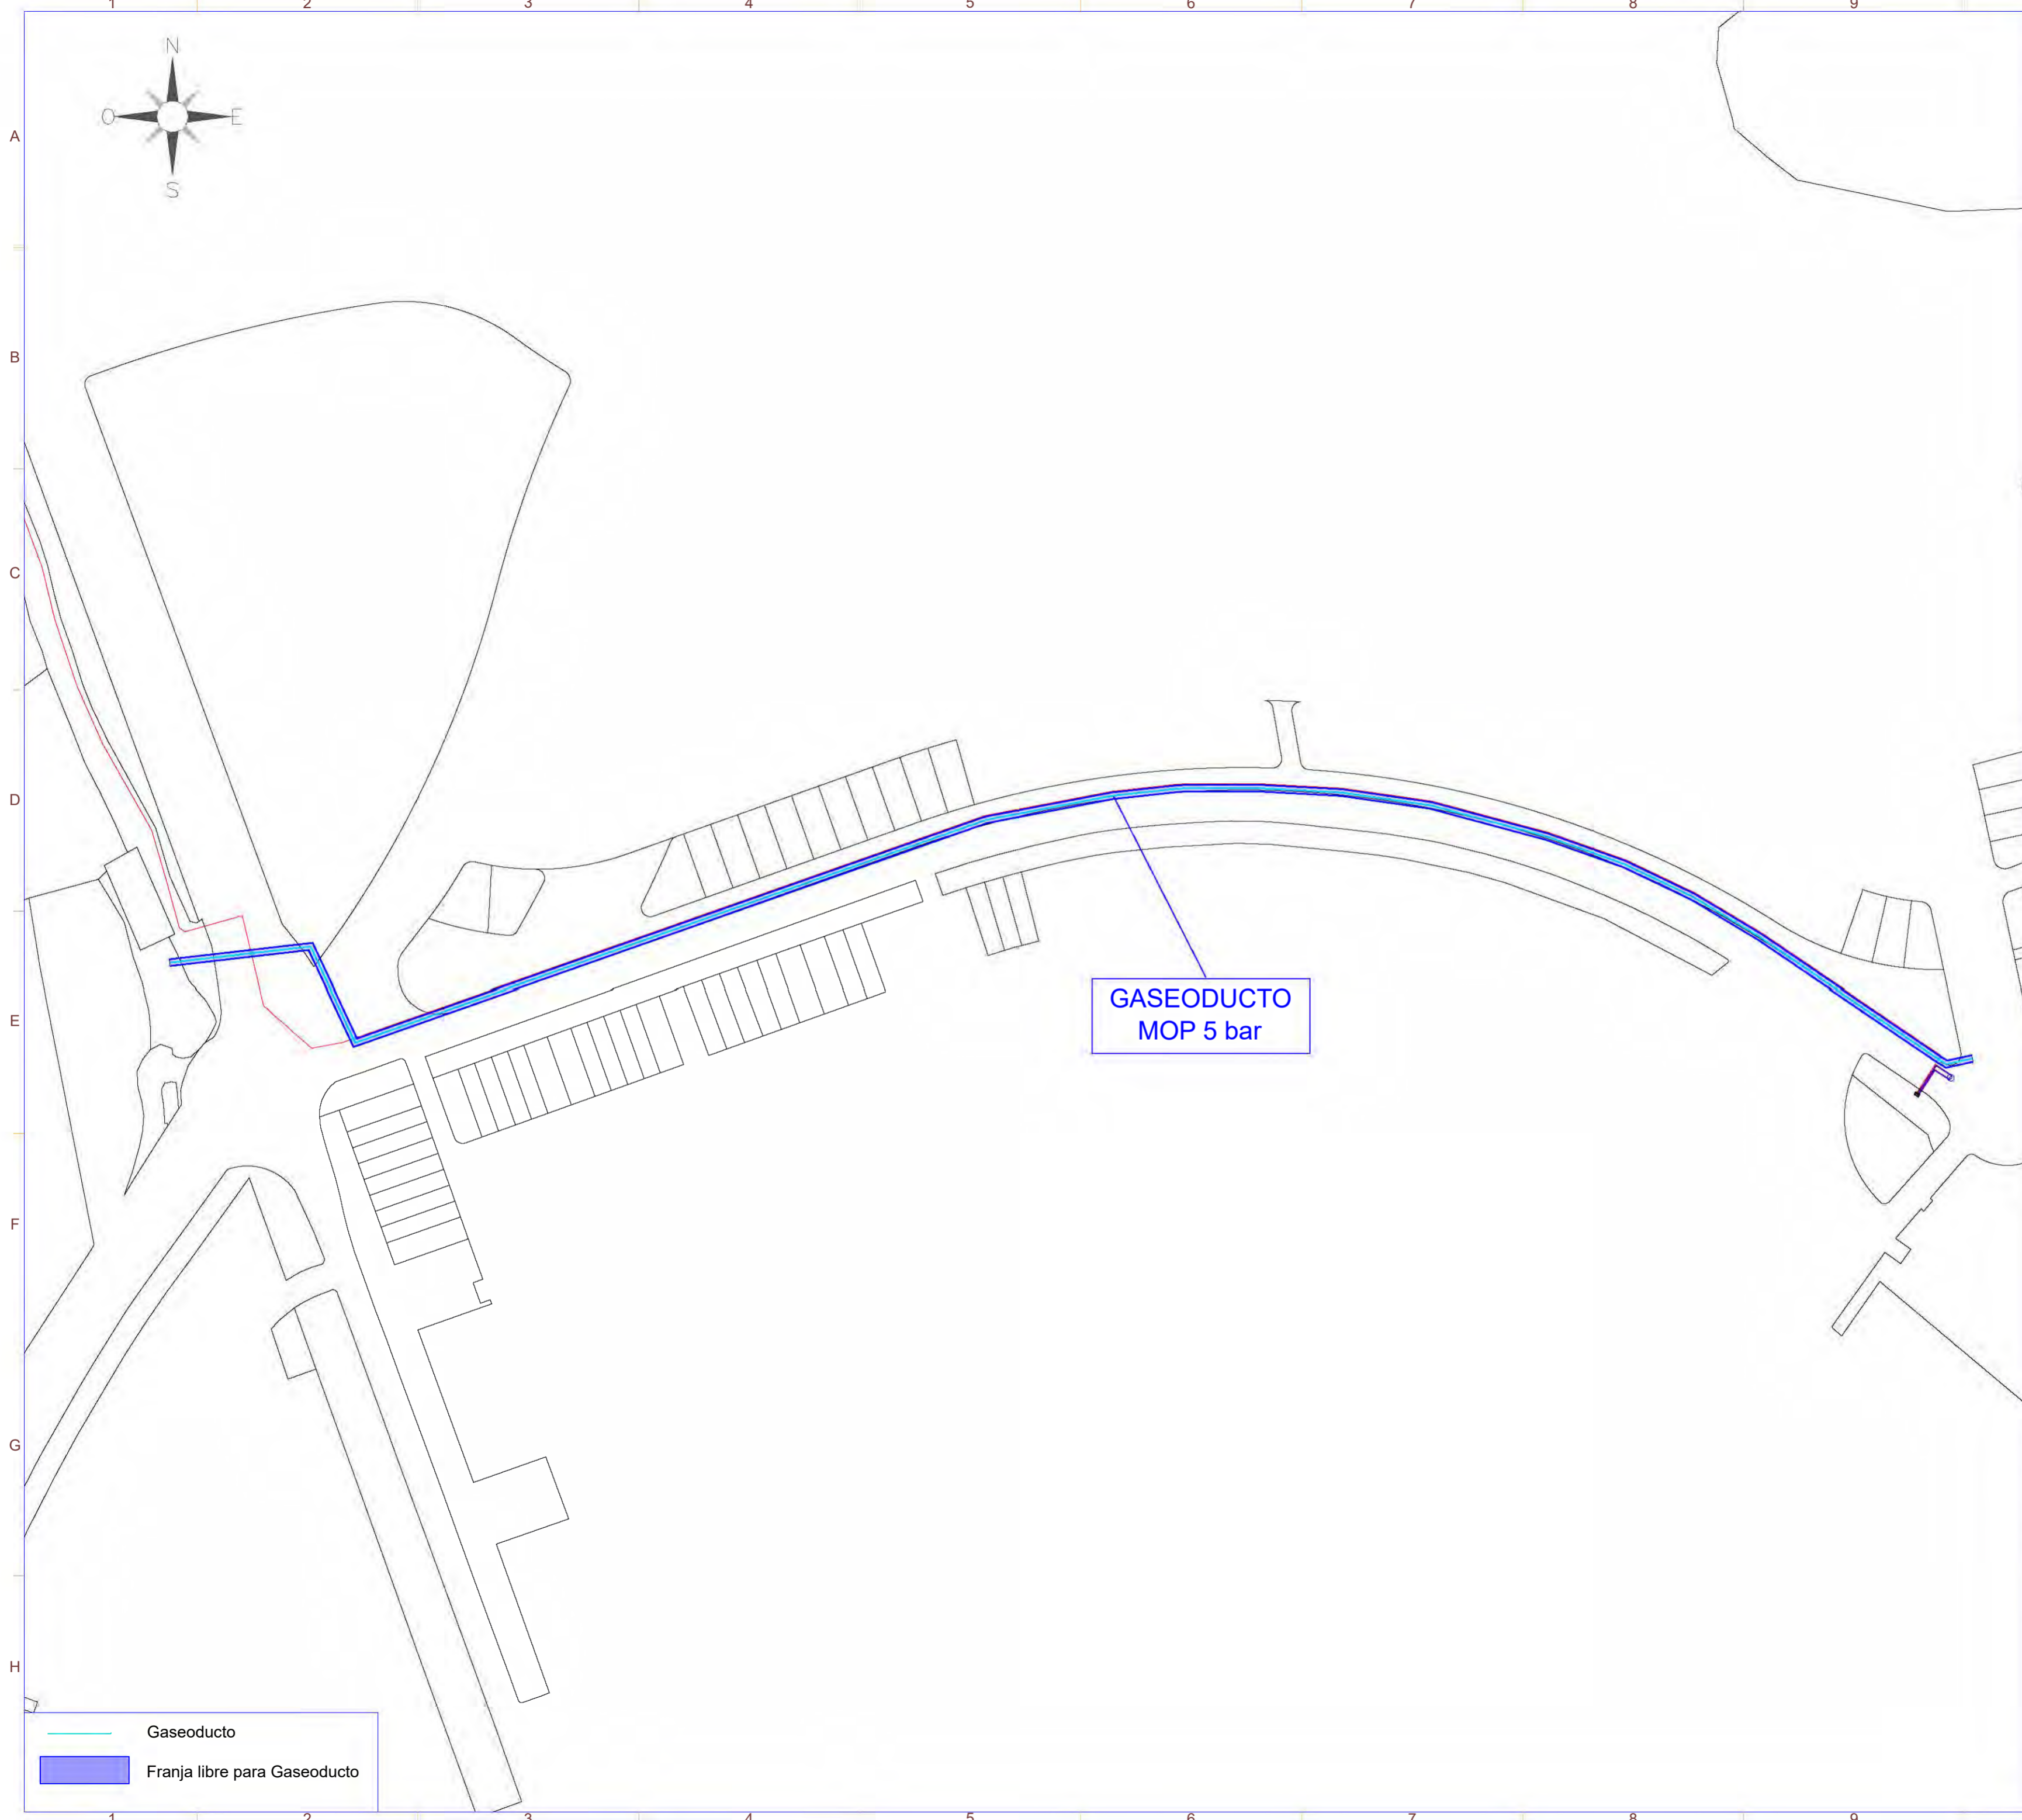 1 2 3 4 5 6 7 8 9
N
O E
S
A
B
C
D
E
F
G
H
GASEODUCTO
MOP 5 bar
Gaseoducto
Franja libre para Gaseoducto
1 2 3 4 5 6 7 8 9